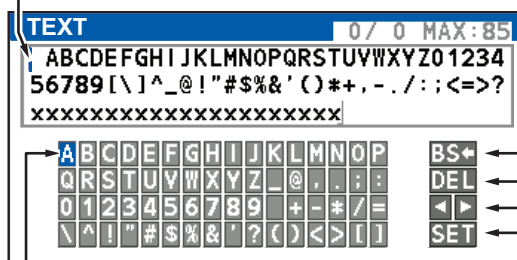 TEXT 0/ 0 MAX:85
ABCDEFGHIJKLMNOPQRSTUVWXYZ01234
56789[\]^_@!"#$%&'()*+,-./:;<=>?
xxxxxxxxxxxxxxxxxxxxx
A B C D E F G H I J K L M N O P BS←
Q R S T U V W X Y Z _ @ , . ; : DEL
0 1 2 3 4 5 6 7 8 9 + - * / = ◄ ►
\ ^ ! " # $ % & ' ? ( ) < > [ ] SET